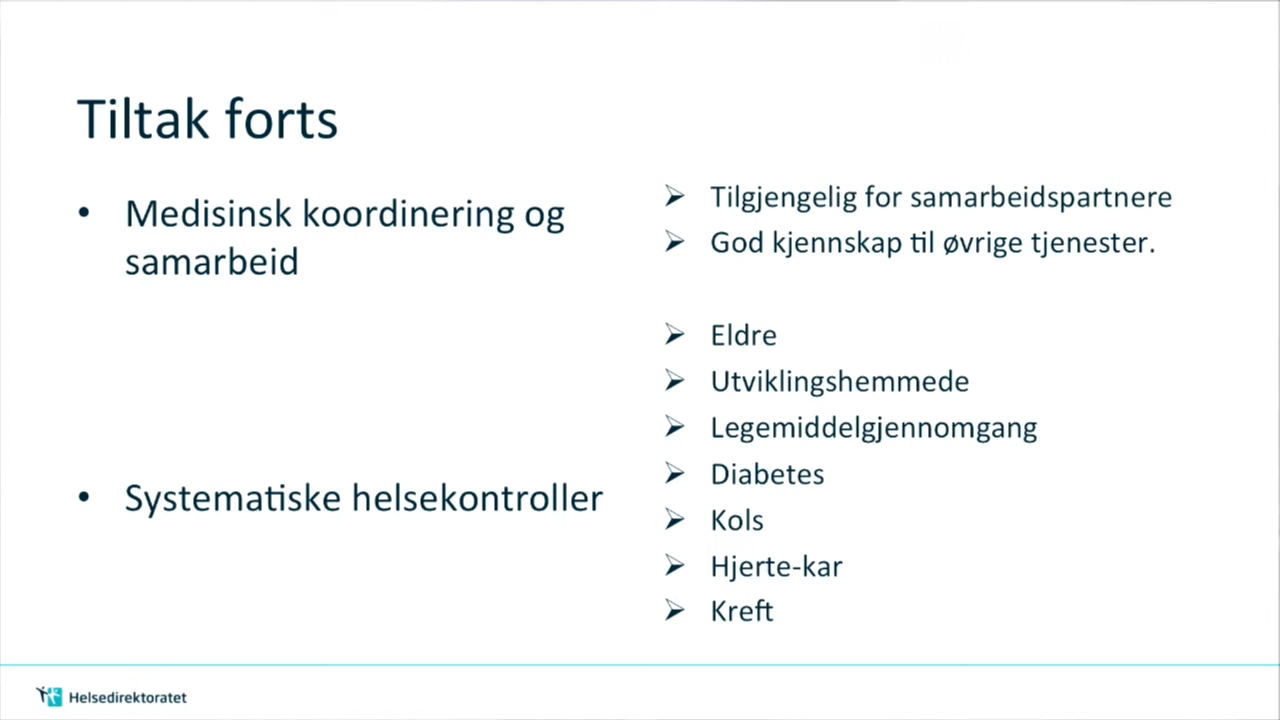 Tiltak forts
• Medisinsk koordinering og
samarbeid
• Systematiske helsekontroller
➢ Tilgjengelig for samarbeidspartnere
➢ God kjennskap til øvrige tjenester.
➢ Eldre
➢ Utviklingshemmede
➢ Legemiddelgjennomgang
➢ Diabetes
➢ Kols
➢ Hjerte-kar
➢ Kreft
Helsedirektoratet